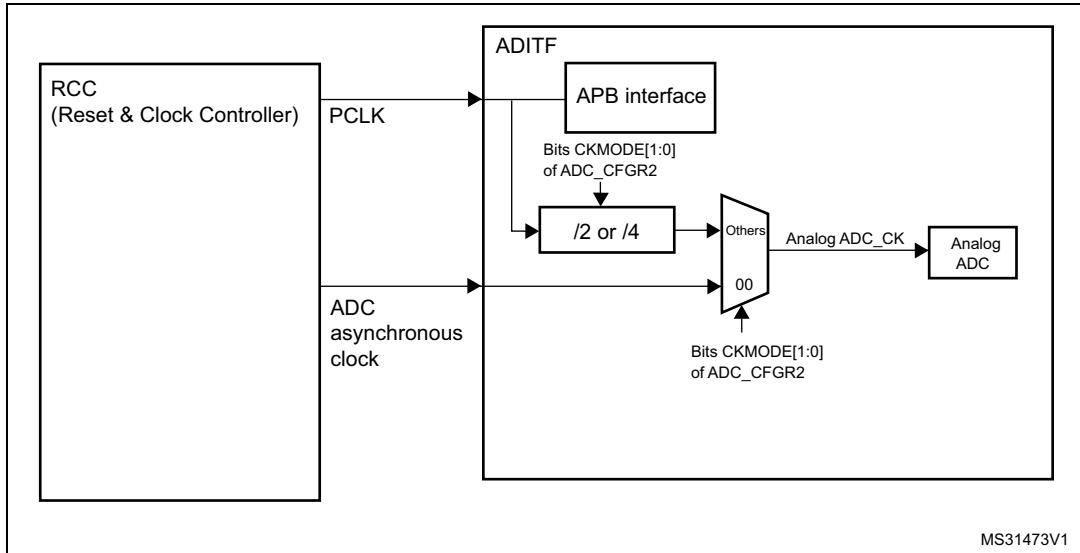 RCC
(Reset & Clock Controller)
PCLK
ADC
asynchronous
clock
ADITF
APB interface
Bits CKMODE[1:0]
of ADC_CFGR2
/2 or /4
Others
00
Analog ADC_CK
Analog
ADC
Bits CKMODE[1:0]
of ADC_CFGR2
MS31473V1